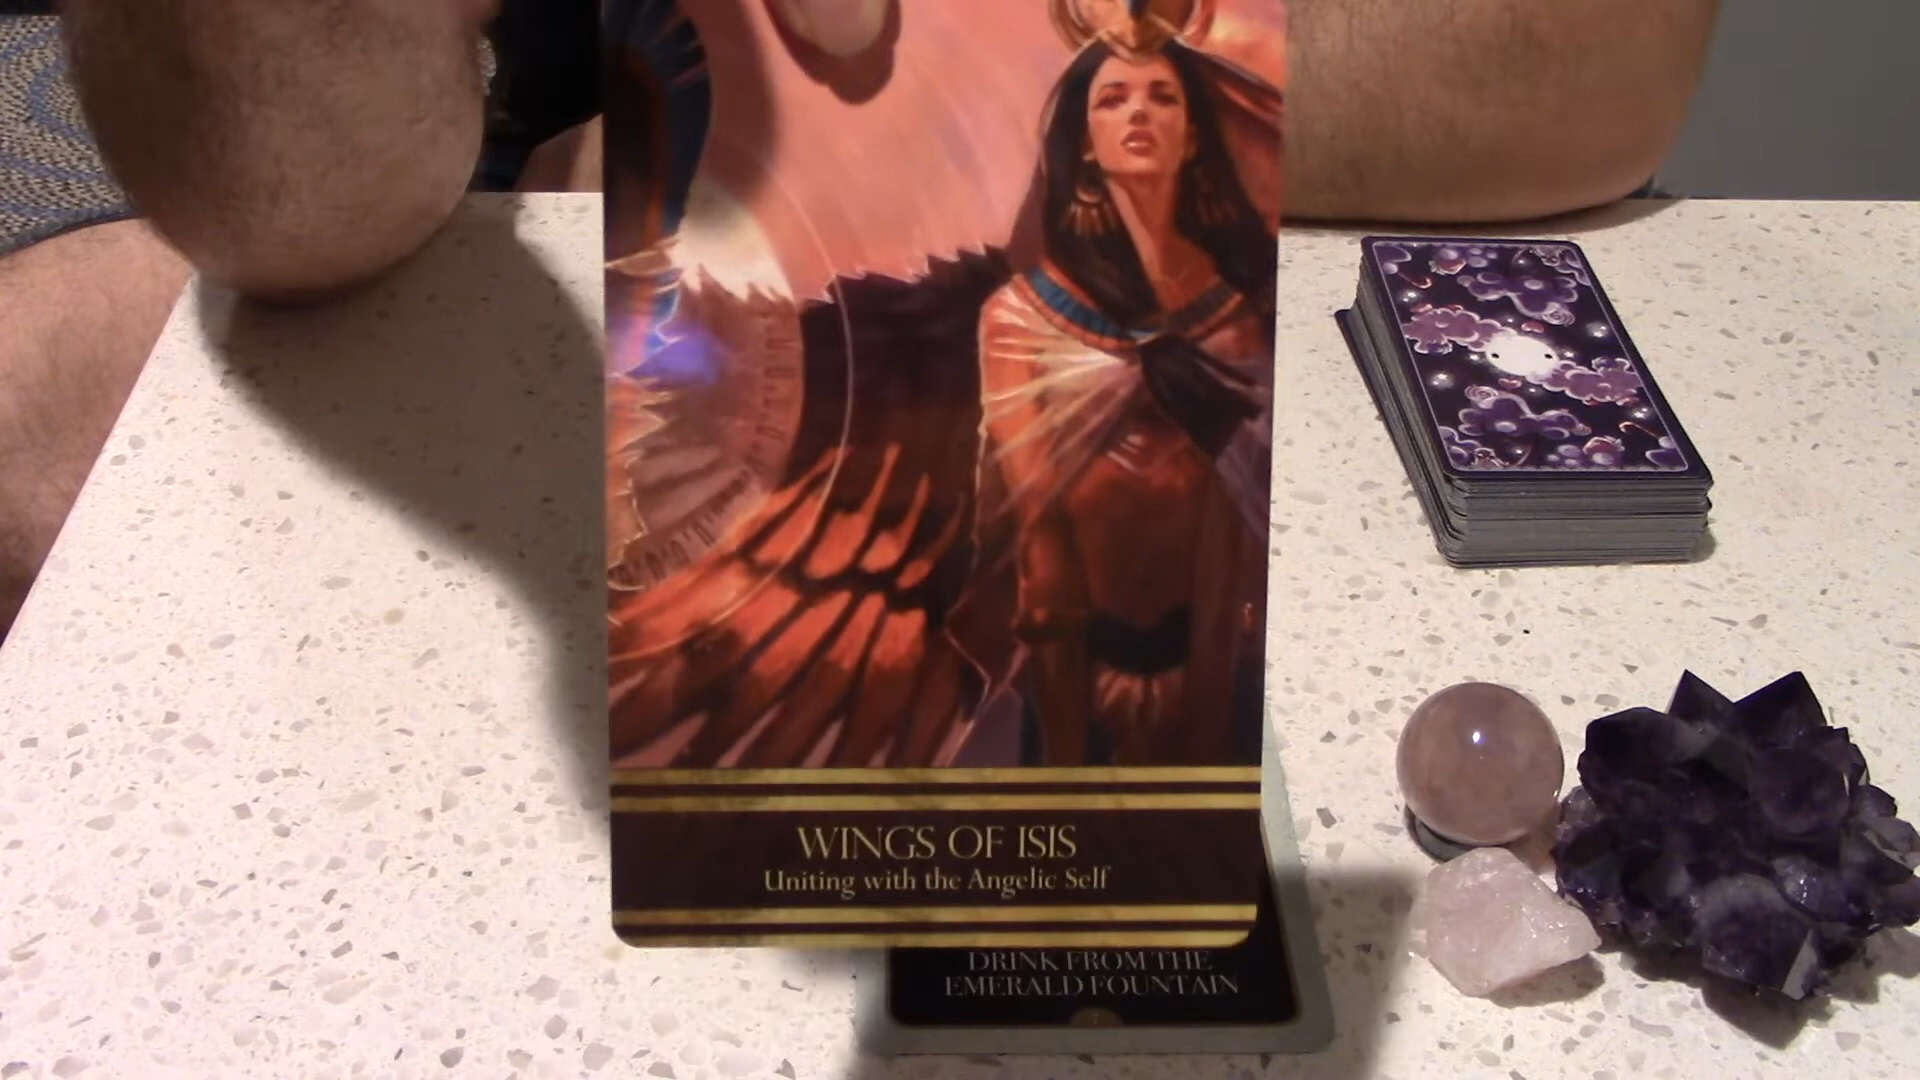 WINGS OF ISIS
Uniting with the Angelic Self
DRINK FROM THE
EMERALD FOUNTAIN